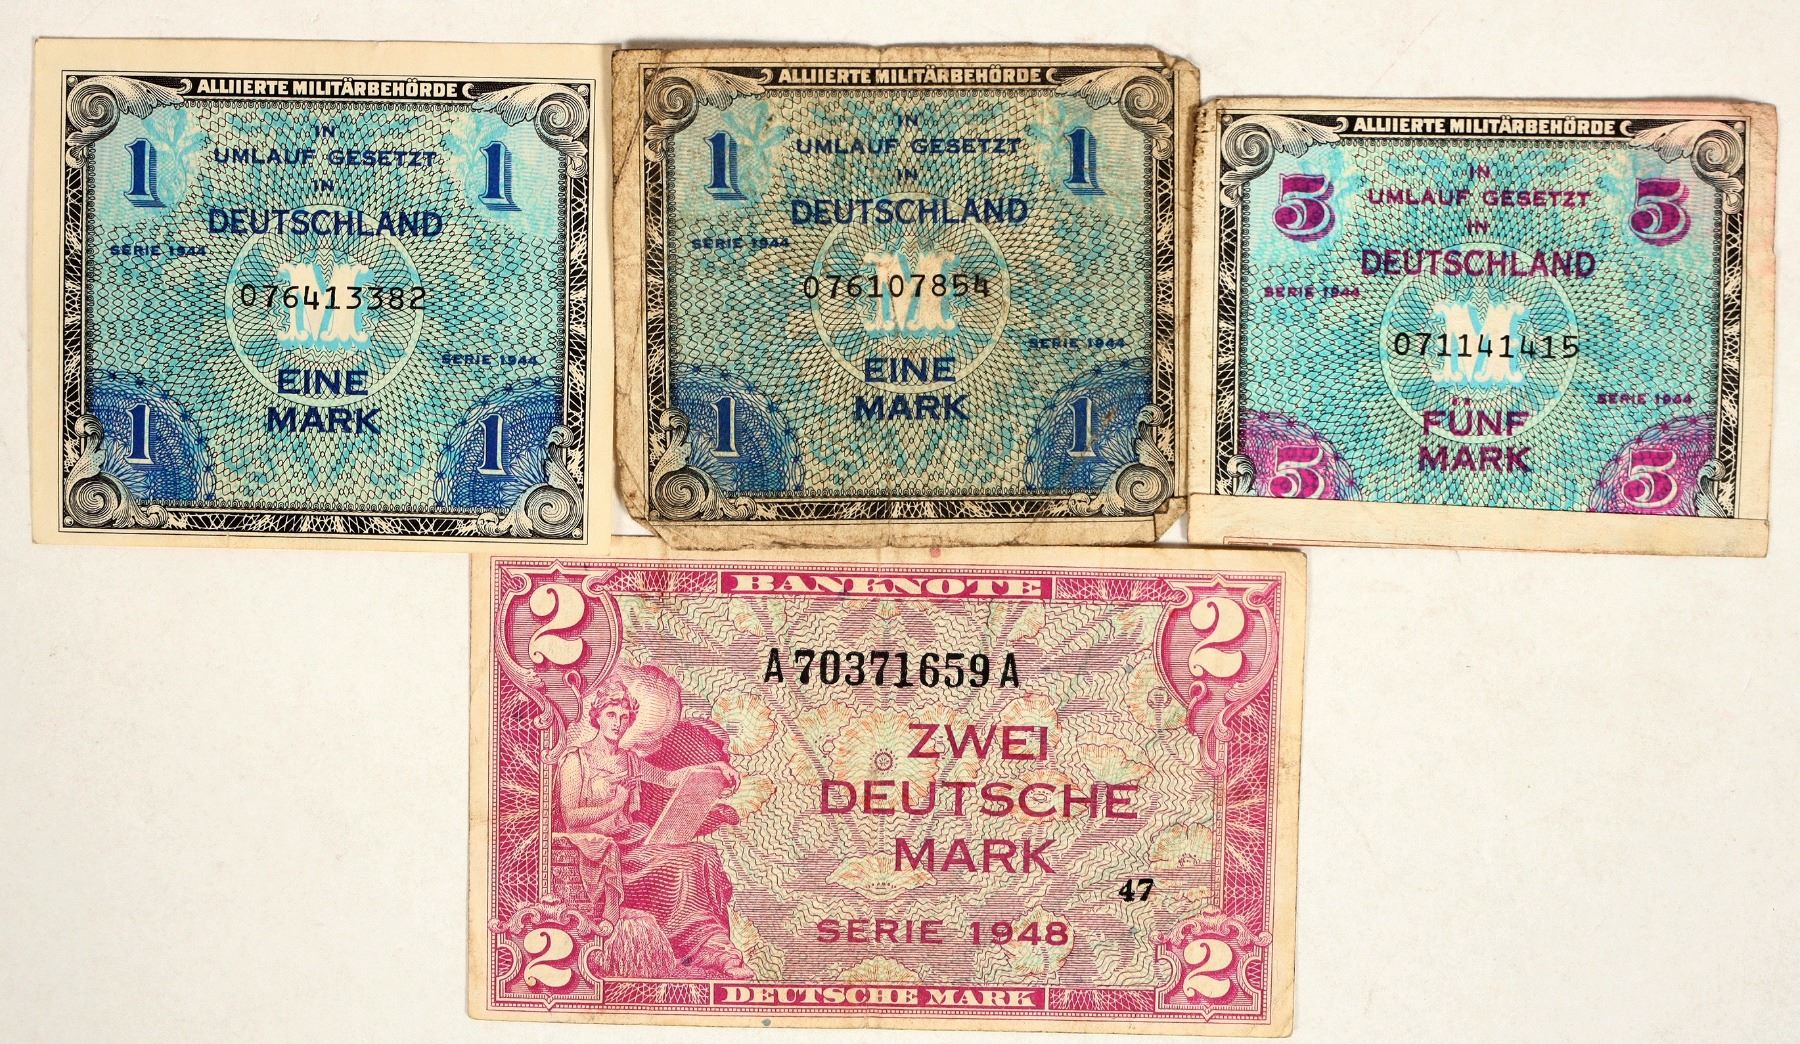 ALLIIERTE MILITÄRBEHÖRDE
1 1
IN
UMLAUF GESETZT
IN
DEUTSCHLAND
SERIE 1944
M
076413382
SERIE 1944
EINE
MARK
1 1
ALLIIERTE MILITÄRBEHÖRDE
1 1
IN
UMLAUF GESETZT
IN
DEUTSCHLAND
SERIE 1944
M
076107854
SERIE 1944
EINE
MARK
1 1
ALLIIERTE MILITÄRBEHÖRDE
5 5
IN
UMLAUF GESETZT
IN
DEUTSCHLAND
SERIE 1944
M
071141415
SERIE 1944
FÜNF
MARK
5 5
BANKNOTE
2 2
A70371659A
ZWEI
DEUTSCHE
MARK
47
SERIE 1948
2 2
DEUTSCHE MARK